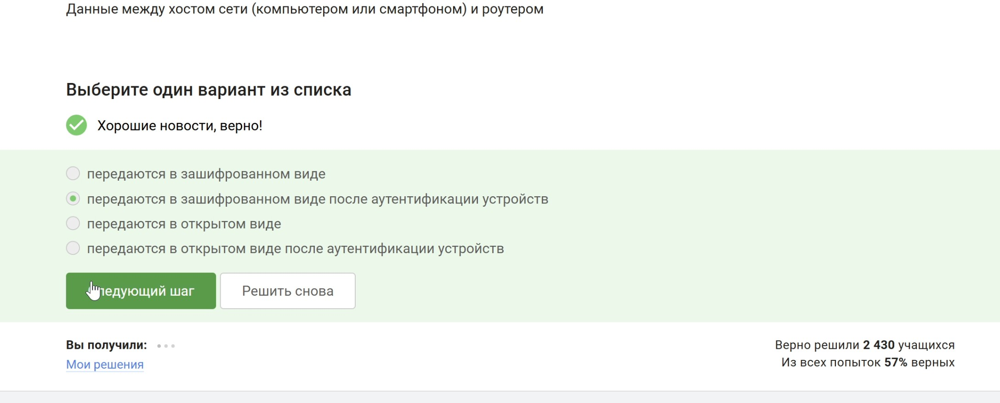 Данные между хостом сети (компьютером или смартфоном) и роутером
Выберите один вариант из списка
Хорошие новости, верно!
передаются в зашифрованном виде
передаются в зашифрованном виде после аутентификации устройств
передаются в открытом виде
передаются в открытом виде после аутентификации устройств
Следующий шаг
Решить снова
Вы получили:
Мои решения
Верно решили 2 430 учащихся
Из всех попыток 57% верных